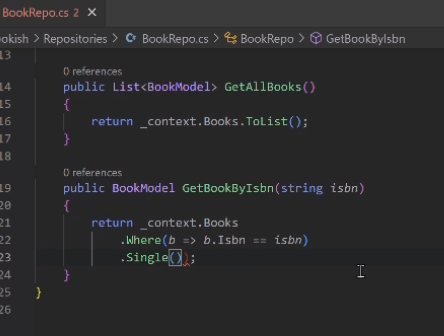 BookRepo.cs 2 ×
ookish > Repositories > BookRepo.cs > BookRepo > GetBookByIsbn
13
0 references
14 public List<BookModel> GetAllBooks()
15 {
16 return _context.Books.ToList();
17 }
18
0 references
19 public BookModel GetBookByIsbn(string isbn)
20 {
21 return _context.Books
22 .Where(b => b.Isbn == isbn)
23 .Single());
24 }
25 }
26